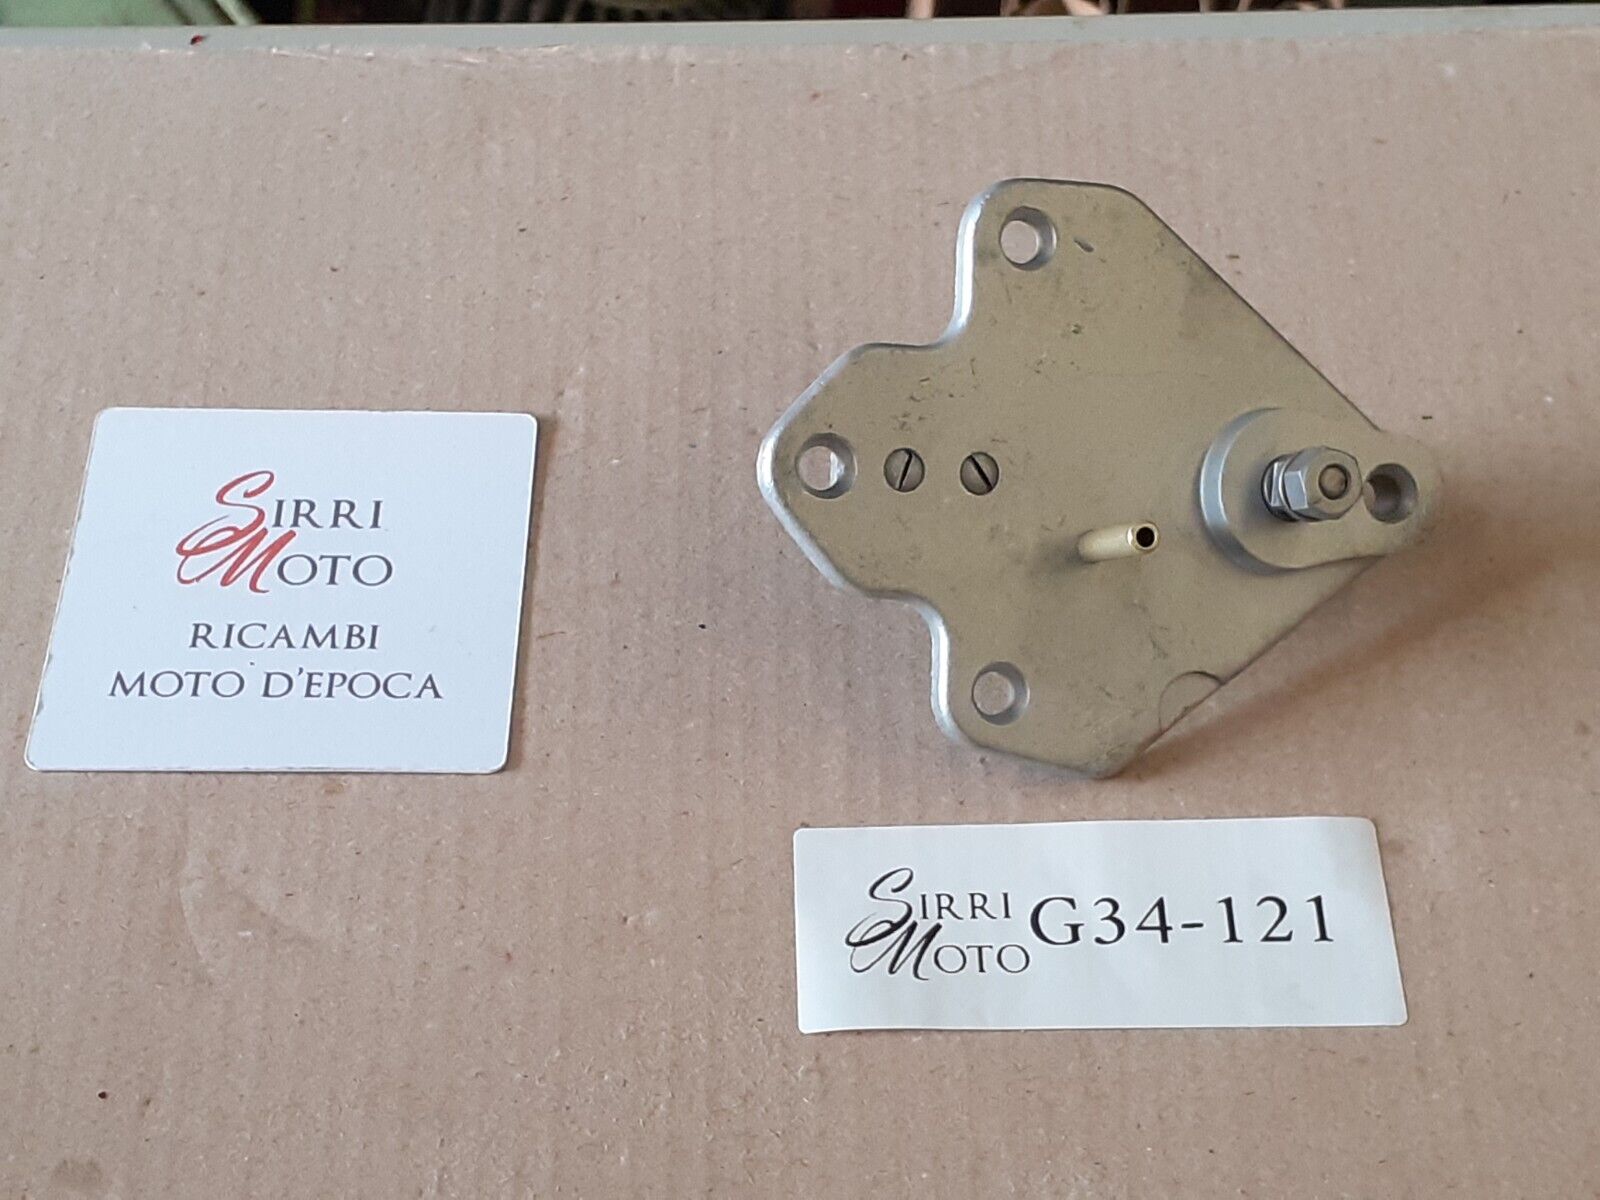 SIRRI
MOTO
RICAMBI
MOTO D'EPOCA
SIRRI
MOTO G34-121